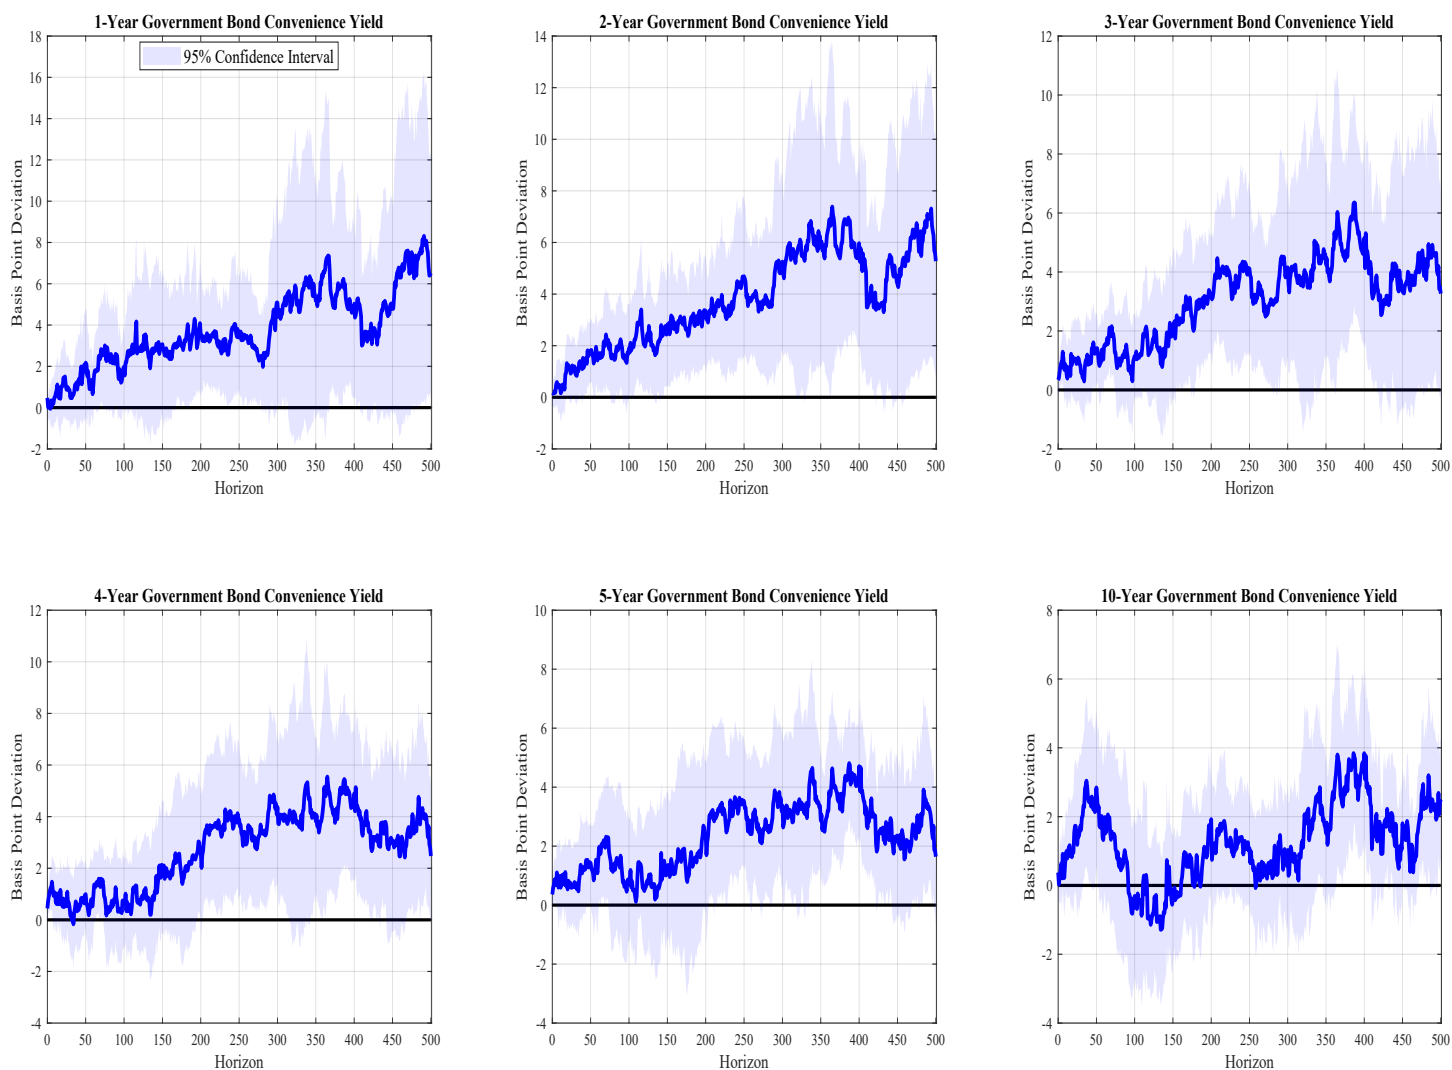 1-Year Government Bond Convenience Yield
95% Confidence Interval
Basis Point Deviation
18
16
14
12
10
8
6
4
2
0
-2
0 50 100 150 200 250 300 350 400 450 500
Horizon
2-Year Government Bond Convenience Yield
Basis Point Deviation
14
12
10
8
6
4
2
0
-2
0 50 100 150 200 250 300 350 400 450 500
Horizon
3-Year Government Bond Convenience Yield
Basis Point Deviation
12
10
8
6
4
2
0
-2
0 50 100 150 200 250 300 350 400 450 500
Horizon
4-Year Government Bond Convenience Yield
Basis Point Deviation
12
10
8
6
4
2
0
-2
-4
0 50 100 150 200 250 300 350 400 450 500
Horizon
5-Year Government Bond Convenience Yield
Basis Point Deviation
10
8
6
4
2
0
-2
-4
0 50 100 150 200 250 300 350 400 450 500
Horizon
10-Year Government Bond Convenience Yield
Basis Point Deviation
8
6
4
2
0
-2
-4
0 50 100 150 200 250 300 350 400 450 500
Horizon